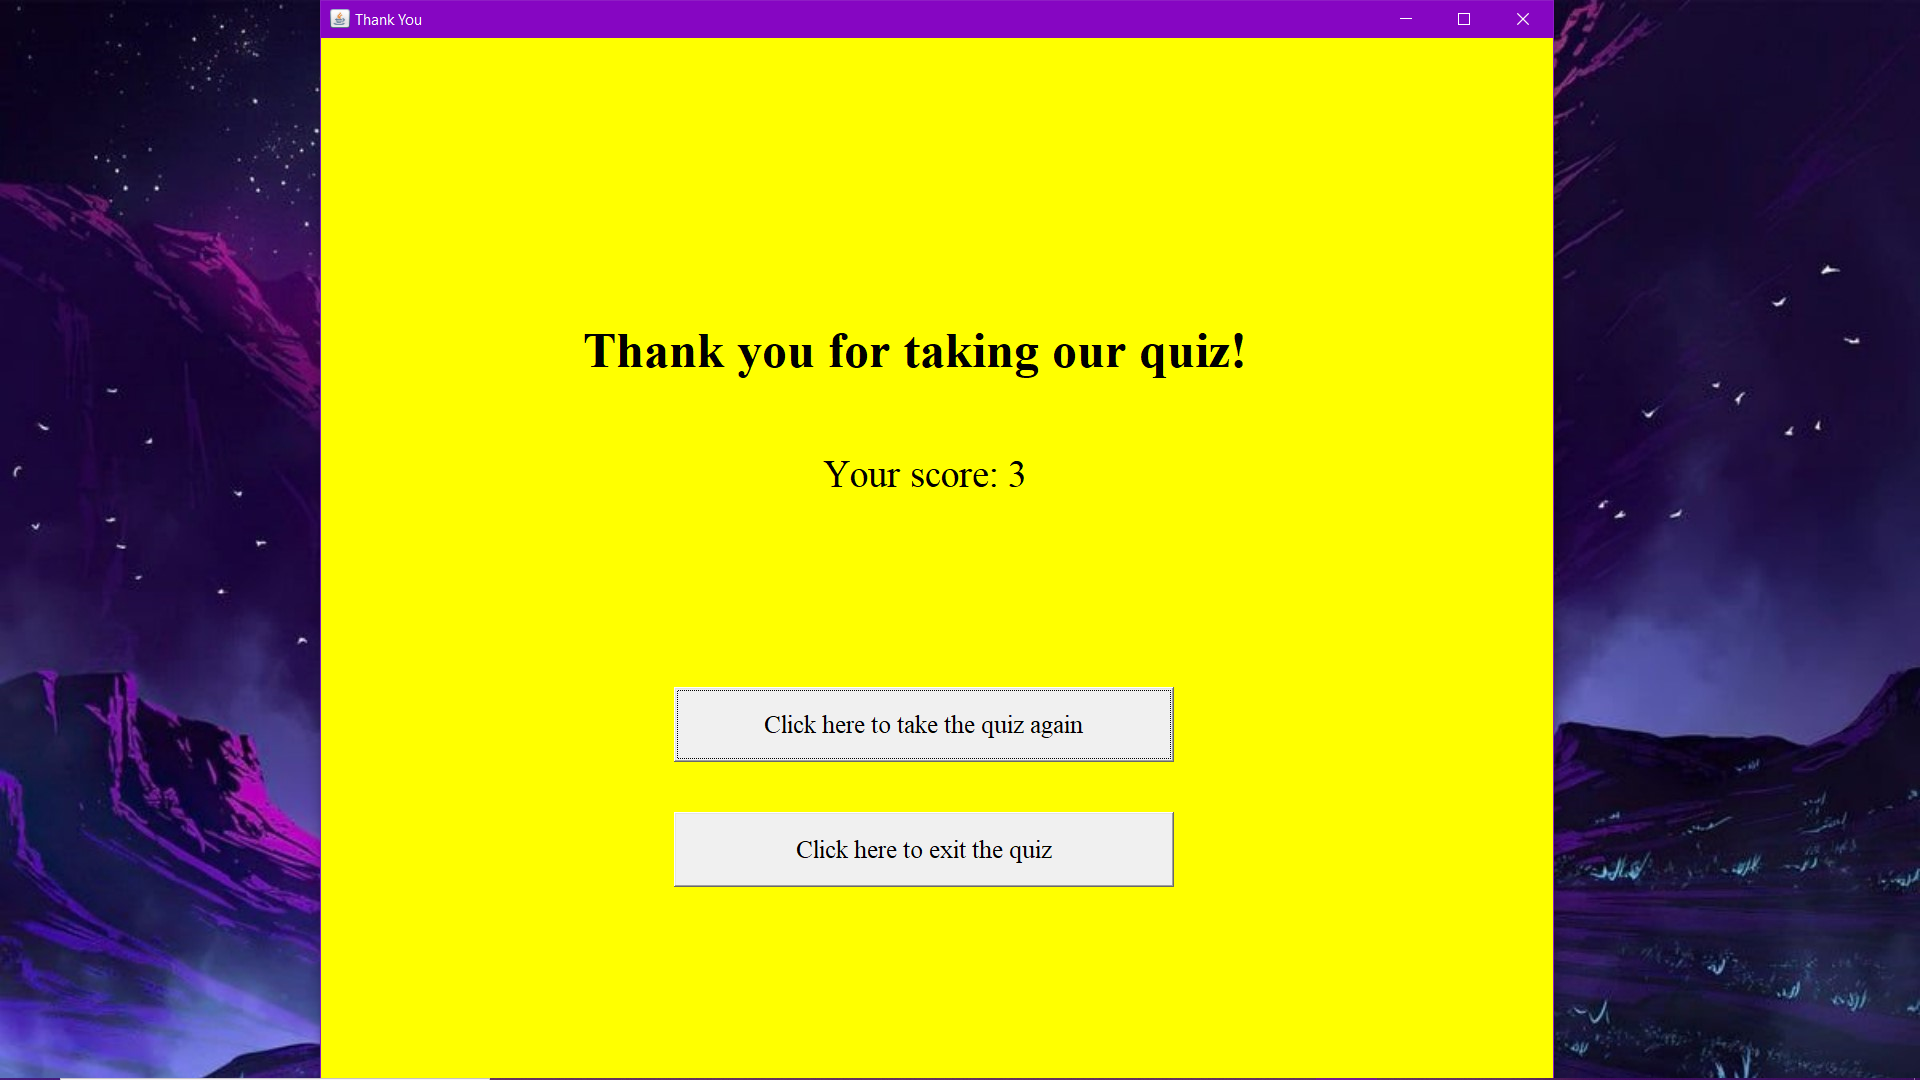 Thank You
Thank you for taking our quiz!
Your score: 3
Click here to take the quiz again
Click here to exit the quiz